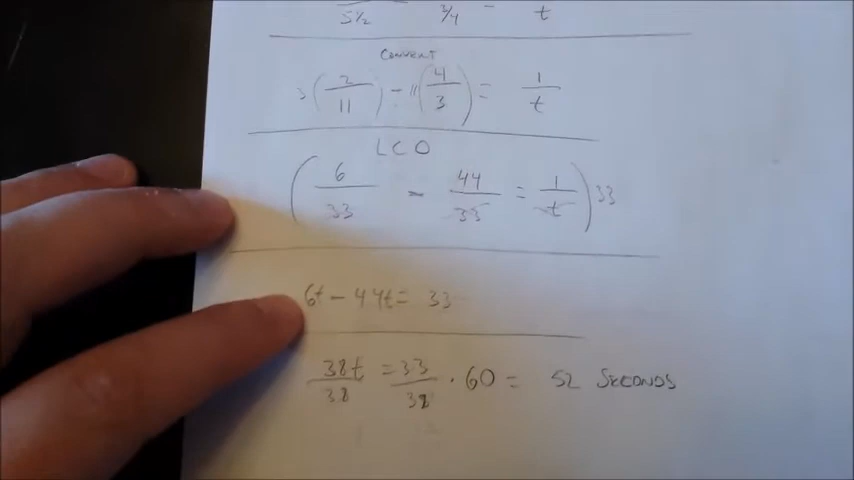 5½ 3/4 - t
Convert
3(2/11) - 11(4/3) = 1/t
LCD
(6/33 - 44/33 = 1/t)33
6t - 44t = 33
38t/38 = 33/38 · 60 = 52 SECONDS